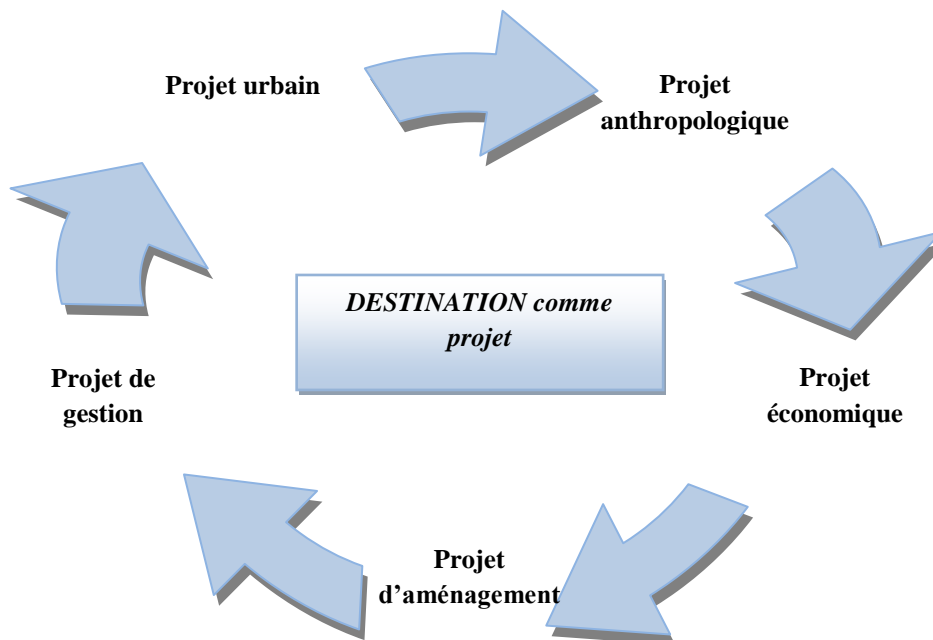 Projet urbain
Projet
anthropologique
DESTINATION comme
projet
Projet de
gestion
Projet
économique
Projet
d’aménagement